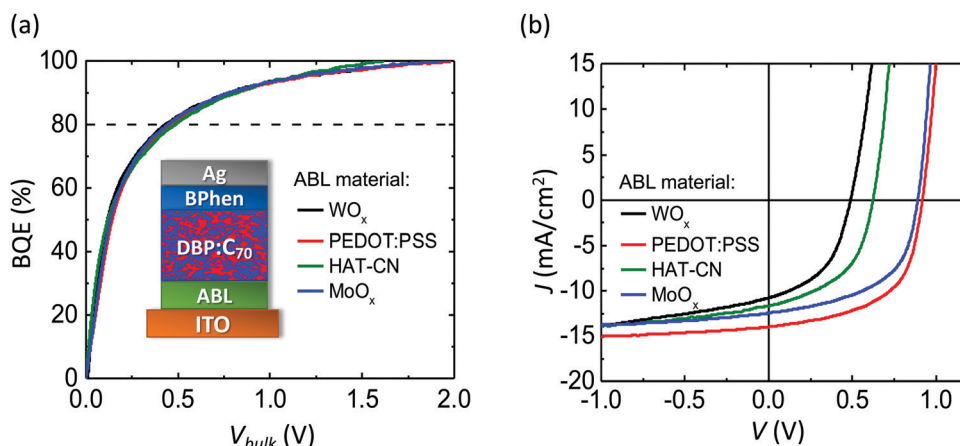 (a)
BQE (%)
100
80
60
40
20
0
0.0
0.5
1.0
1.5
2.0
V_bulk (V)
Ag
BPhen
DBP:C₇₀
ABL
ITO
ABL material:
WOₓ
PEDOT:PSS
HAT-CN
MoOₓ
(b)
J (mA/cm²)
15
10
5
0
-5
-10
-15
-20
-1.0
-0.5
0.0
0.5
1.0
V (V)
ABL material:
WOₓ
PEDOT:PSS
HAT-CN
MoOₓ